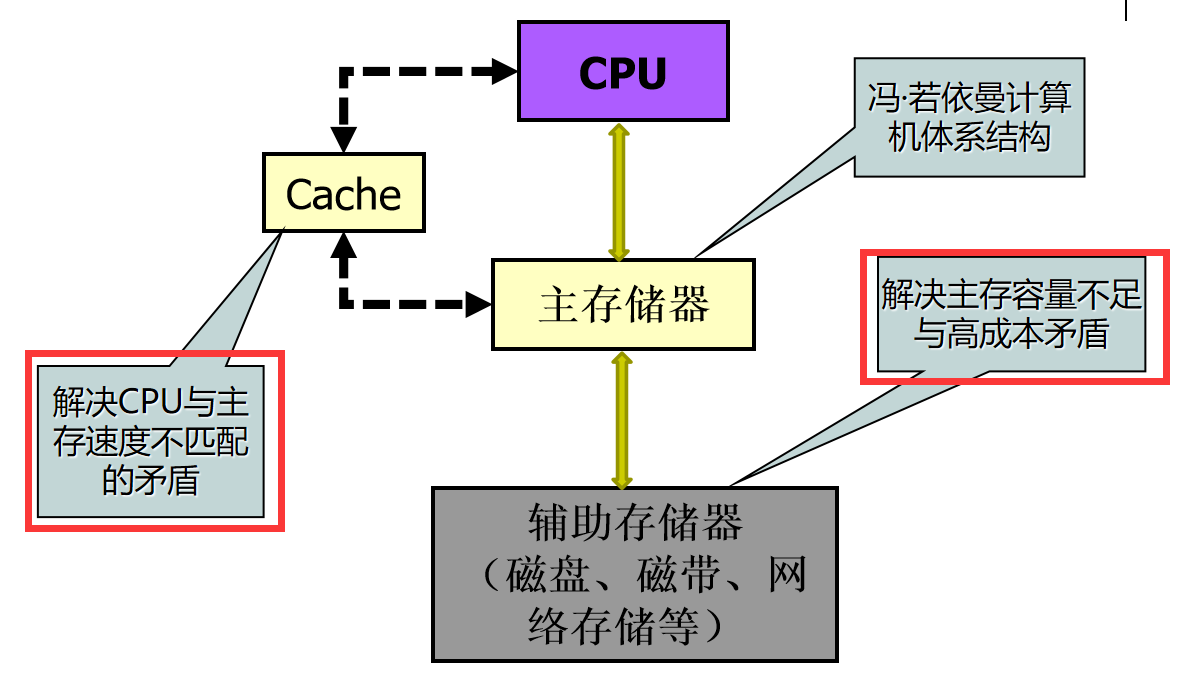 CPU
冯·若依曼计算
机体系结构
Cache
主存储器
解决主存容量不足
与高成本矛盾
解决CPU与主
存速度不匹配
的矛盾
辅助存储器
（磁盘、磁带、网
络存储等）